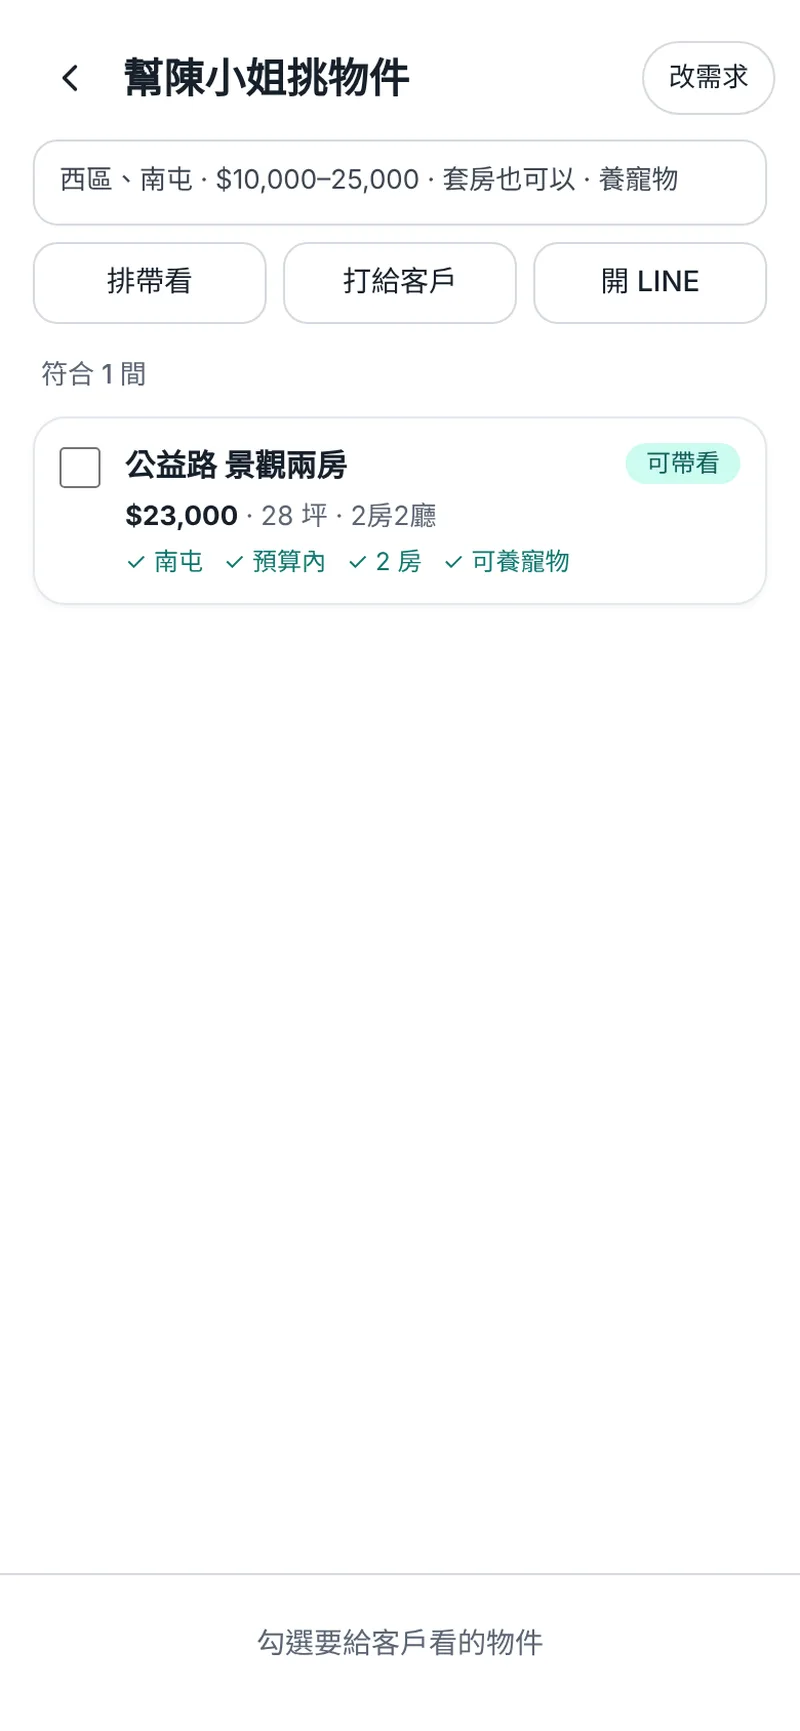 幫陳小姐挑物件
改需求
西區、南屯 · $10,000–25,000 · 套房也可以 · 養寵物
排帶看
打給客戶
開 LINE
符合 1 間
公益路 景觀兩房
可帶看
$23,000 · 28 坪 · 2房2廳
✓ 南屯 ✓ 預算內 ✓ 2 房 ✓ 可養寵物
勾選要給客戶看的物件